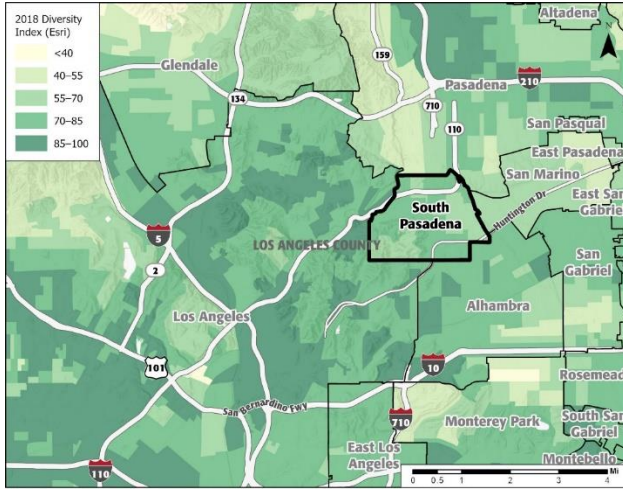 2018 Diversity
Index (Esri)
<40
40–55
55–70
70–85
85–100
Altadena
N
159
Glendale
Pasadena
210
134
710
110
San Pasqual
East Pasadena
San Marino
South
Pasadena
Huntington Dr
East San
Gabriel
5
LOS ANGELES COUNTY
2
San
Gabriel
Los Angeles
Alhambra
101
10
Rosemead
San Bernardino Fwy
710
Monterey Park
South San
Gabriel
East Los
Angeles
110
Montebello
0 0.5 1 2 3 4
Mi